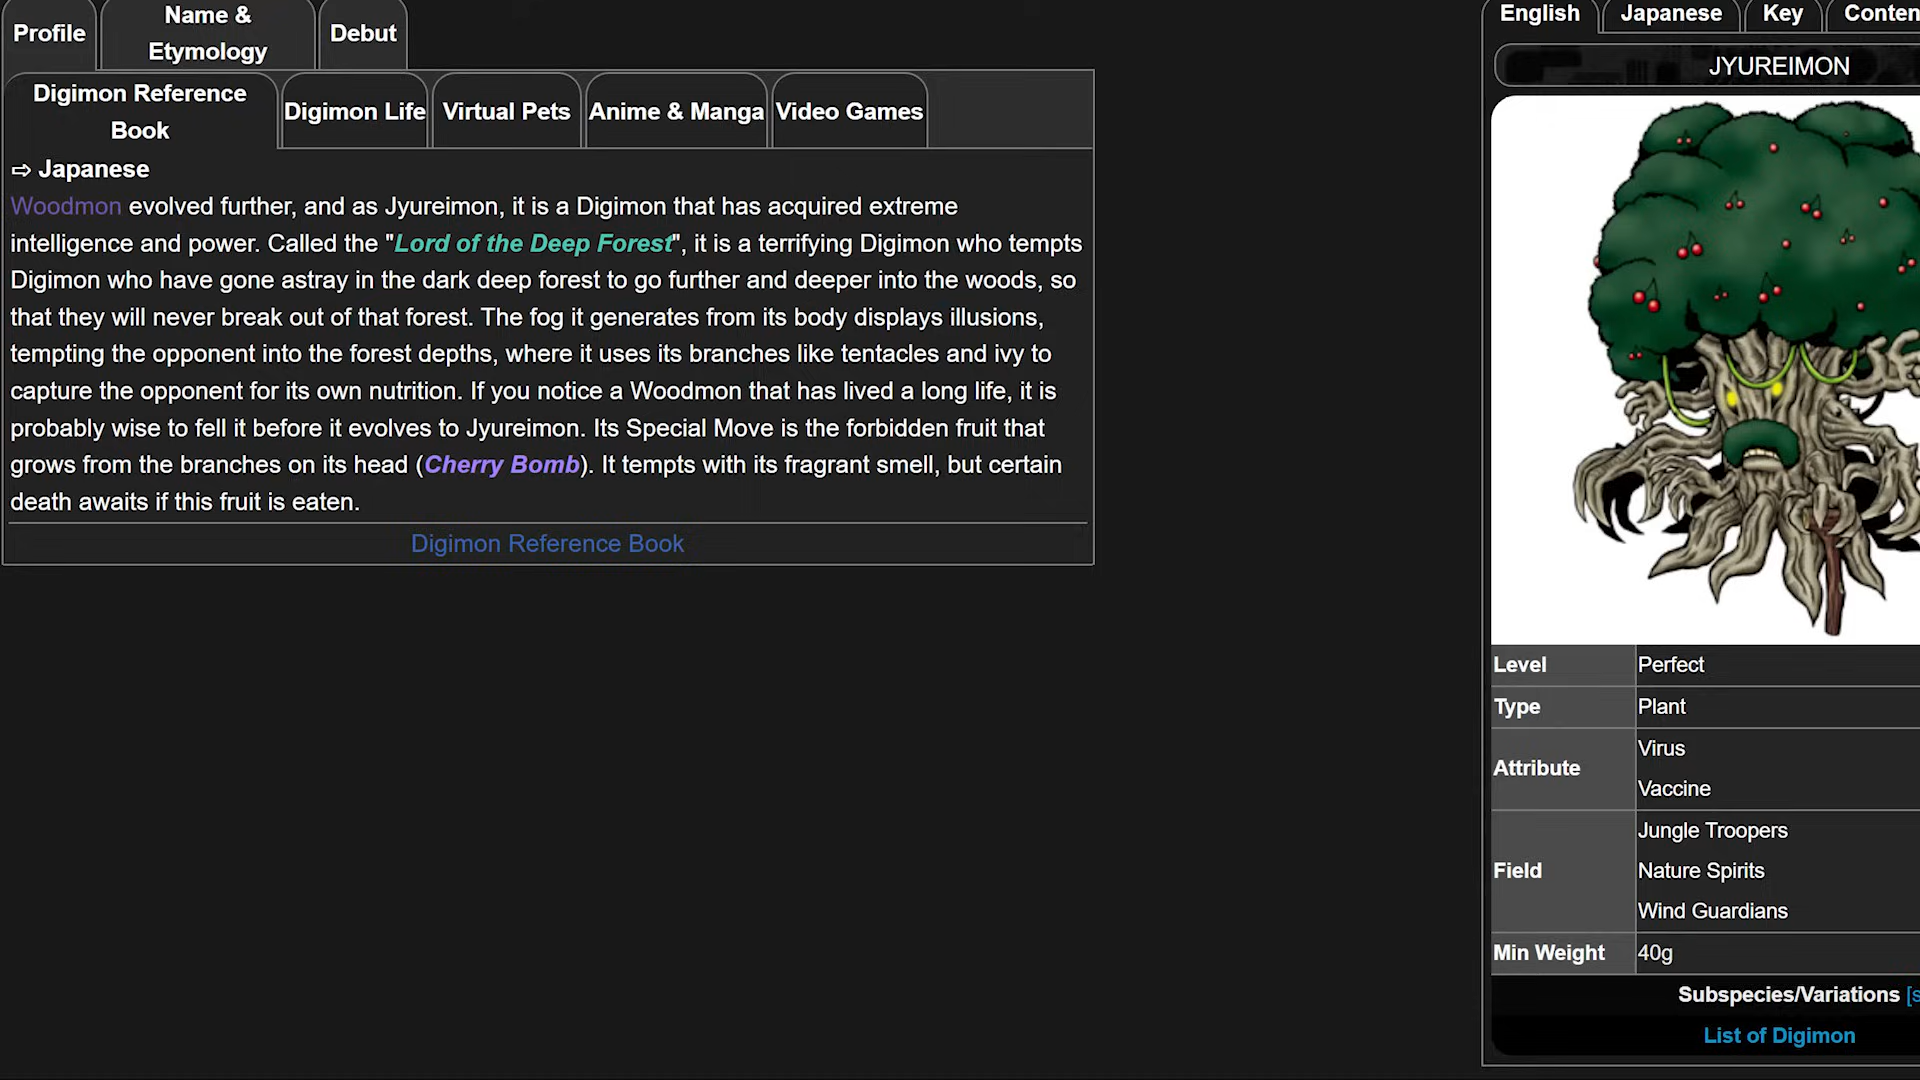 Profile
Name &
Etymology
Debut
Digimon Reference
Book
Digimon Life
Virtual Pets
Anime & Manga
Video Games
⇨ Japanese
Woodmon evolved further, and as Jyureimon, it is a Digimon that has acquired extreme
intelligence and power. Called the "Lord of the Deep Forest", it is a terrifying Digimon who tempts
Digimon who have gone astray in the dark deep forest to go further and deeper into the woods, so
that they will never break out of that forest. The fog it generates from its body displays illusions,
tempting the opponent into the forest depths, where it uses its branches like tentacles and ivy to
capture the opponent for its own nutrition. If you notice a Woodmon that has lived a long life, it is
probably wise to fell it before it evolves to Jyureimon. Its Special Move is the forbidden fruit that
grows from the branches on its head (Cherry Bomb). It tempts with its fragrant smell, but certain
death awaits if this fruit is eaten.
Digimon Reference Book
English
Japanese
Key
Conten
JYUREIMON
Level
Perfect
Type
Plant
Attribute
Virus
Vaccine
Field
Jungle Troopers
Nature Spirits
Wind Guardians
Min Weight
40g
Subspecies/Variations [s
List of Digimon